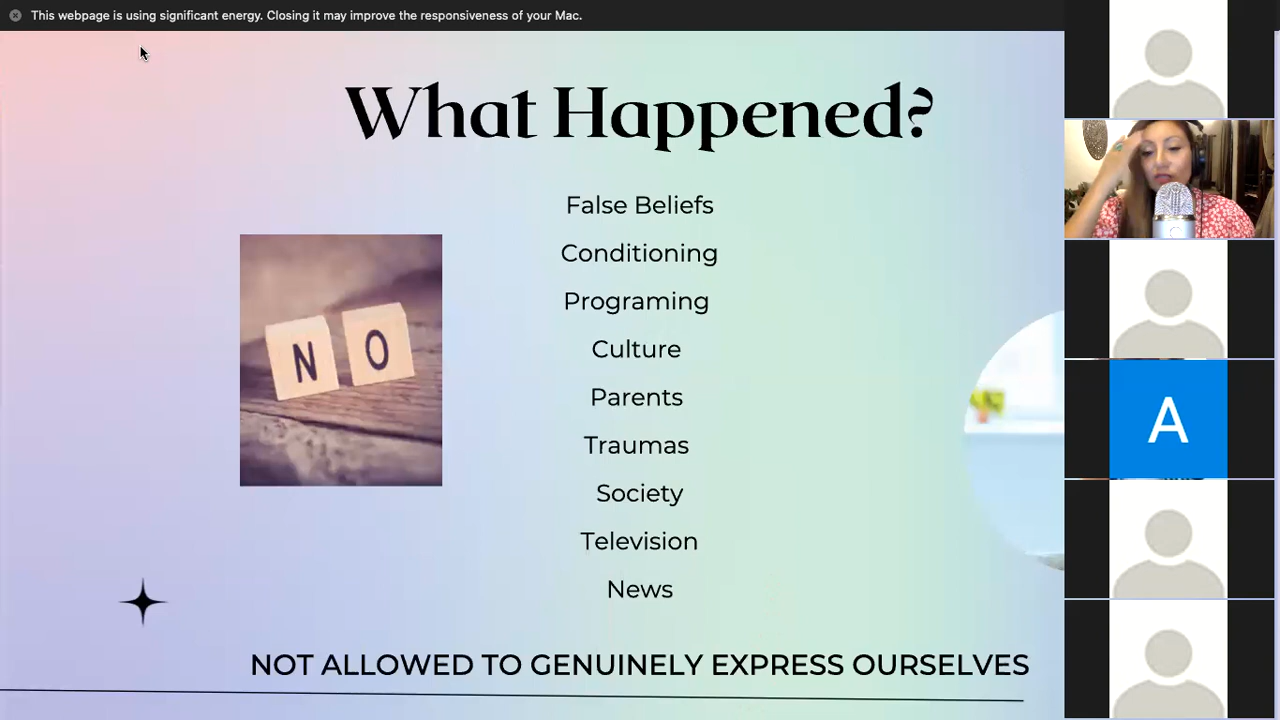 This webpage is using significant energy. Closing it may improve the responsiveness of your Mac.
What Happened?
False Beliefs
Conditioning
Programing
Culture
Parents
Traumas
Society
Television
News
N O
A
NOT ALLOWED TO GENUINELY EXPRESS OURSELVES